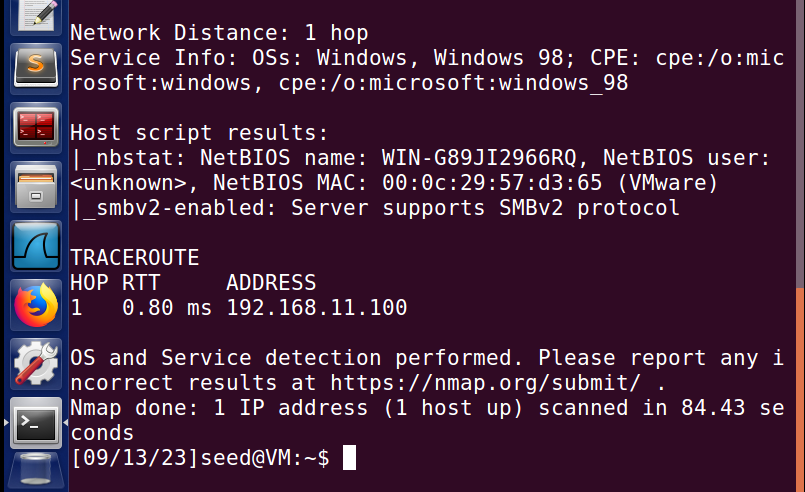 Network Distance: 1 hop
Service Info: OSs: Windows, Windows 98; CPE: cpe:/o:mic
rosoft:windows, cpe:/o:microsoft:windows_98
Host script results:
|_nbstat: NetBIOS name: WIN-G89JI2966RQ, NetBIOS user:
<unknown>, NetBIOS MAC: 00:0c:29:57:d3:65 (VMware)
|_smbv2-enabled: Server supports SMBv2 protocol
TRACEROUTE
HOP RTT     ADDRESS
1   0.80 ms 192.168.11.100
OS and Service detection performed. Please report any i
ncorrect results at https://nmap.org/submit/ .
Nmap done: 1 IP address (1 host up) scanned in 84.43 se
conds
[09/13/23]seed@VM:~$